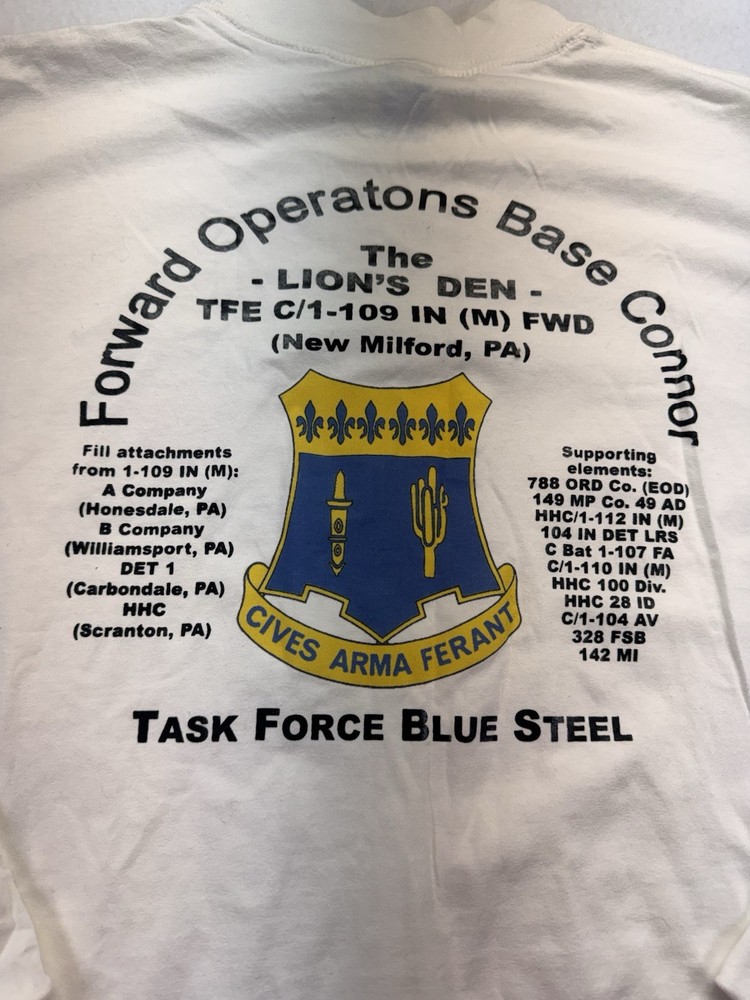 Forward Operatons Base Connor
The
- LION'S DEN -
TFE C/1-109 IN (M) FWD
(New Milford, PA)
Fill attachments
from 1-109 IN (M):
A Company
(Honesdale, PA)
B Company
(Williamsport, PA)
DET 1
(Carbondale, PA)
HHC
(Scranton, PA)
Supporting
elements:
788 ORD Co. (EOD)
149 MP Co. 49 AD
HHC/1-112 IN (M)
104 IN DET LRS
C Bat 1-107 FA
C/1-110 IN (M)
HHC 100 Div.
HHC 28 ID
C/1-104 AV
328 FSB
142 MI
CIVES ARMA FERANT
TASK FORCE BLUE STEEL